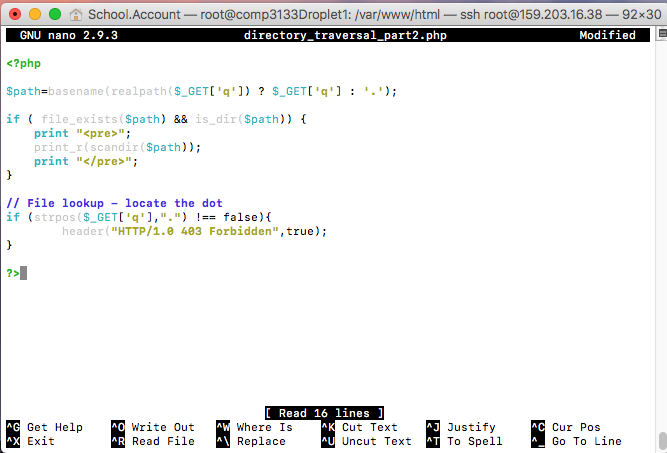 School.Account — root@comp3133Droplet1: /var/www/html — ssh root@159.203.16.38 — 92×30
GNU nano 2.9.3 directory_traversal_part2.php Modified
<?php
$path=basename(realpath($_GET['q']) ? $_GET['q'] : '.');
if ( file_exists($path) && is_dir($path)) {
print "<pre>";
print_r(scandir($path));
print "</pre>";
}
// File lookup - locate the dot
if (strpos($_GET['q'],".") !== false){
header("HTTP/1.0 403 Forbidden",true);
}
?>
[ Read 16 lines ]
^G Get Help ^O Write Out ^W Where Is ^K Cut Text ^J Justify ^C Cur Pos
^X Exit ^R Read File ^\ Replace ^U Uncut Text ^T To Spell ^_ Go To Line